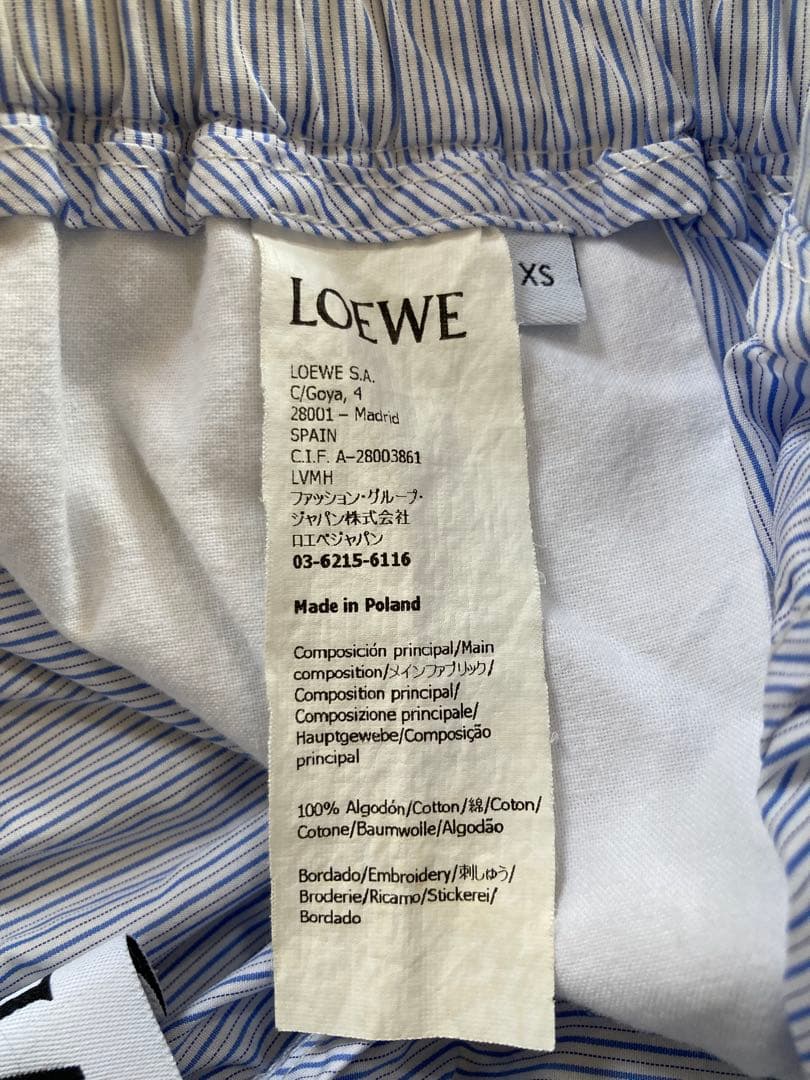 LOEWE
XS
LOEWE S.A.
C/Goya, 4
28001 – Madrid
SPAIN
C.I.F. A-28003861
LVMH
ファッション・グループ・
ジャパン株式会社
ロエベジャパン
03-6215-6116
Made in Poland
Composición principal/Main
composition/メインファブリック/
Composition principal/
Composizione principale/
Hauptgewebe/Composição
principal
100% Algodón/Cotton/綿/Coton/
Cotone/Baumwolle/Algodão
Bordado/Embroidery/刺しゅう/
Broderie/Ricamo/Stickerei/
Bordado